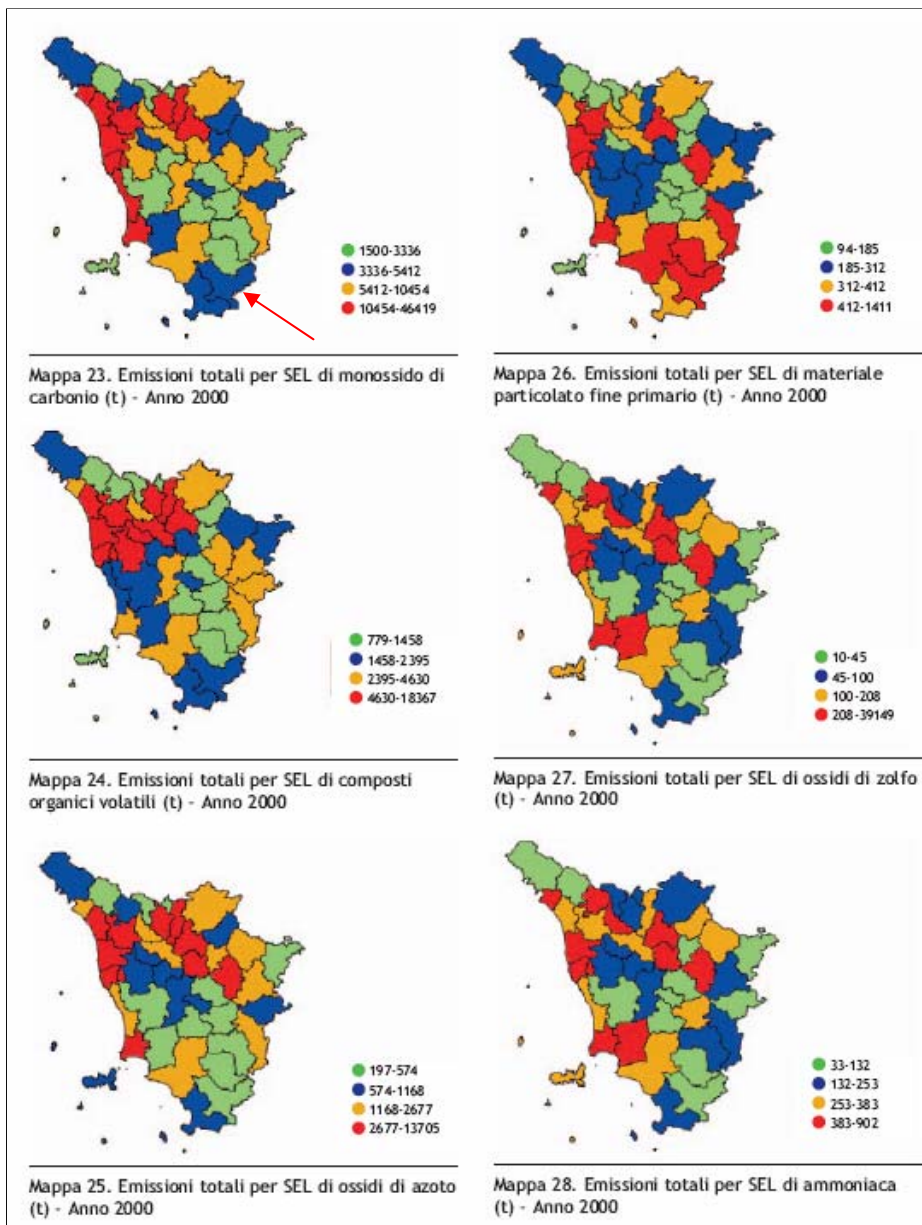 1500-3336
3336-5412
5412-10454
10454-46419
Mappa 23. Emissioni totali per SEL di monossido di
carbonio (t) - Anno 2000
94-185
185-312
312-412
412-1411
Mappa 26. Emissioni totali per SEL di materiale
particolato fine primario (t) - Anno 2000
779-1458
1458-2395
2395-4630
4630-18367
Mappa 24. Emissioni totali per SEL di composti
organici volatili (t) - Anno 2000
10-45
45-100
100-208
208-39149
Mappa 27. Emissioni totali per SEL di ossidi di zolfo
(t) - Anno 2000
197-574
574-1168
1168-2677
2677-13705
Mappa 25. Emissioni totali per SEL di ossidi di azoto
(t) - Anno 2000
33-132
132-253
253-383
383-902
Mappa 28. Emissioni totali per SEL di ammoniaca
(t) - Anno 2000